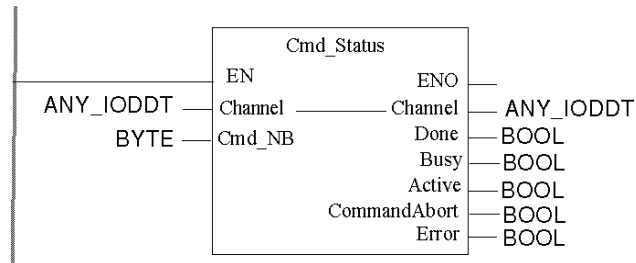 Cmd_Status
EN ENO
ANY_IODDT Channel Channel ANY_IODDT
BYTE Cmd_NB Done BOOL
Busy BOOL
Active BOOL
CommandAbort BOOL
Error BOOL